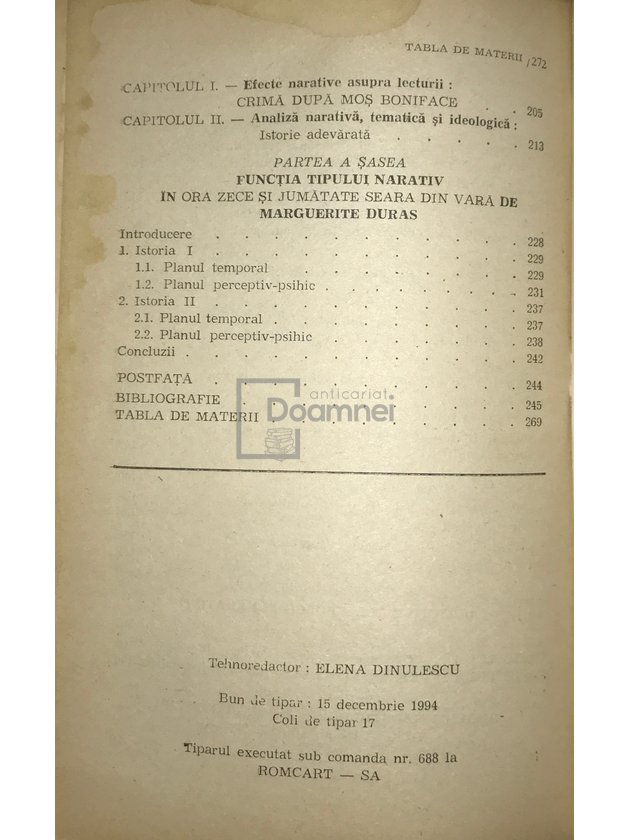 TABLA DE MATERII /272
CAPITOLUL I. — Efecte narative asupra lecturii :
CRIMĂ DUPĂ MOȘ BONIFACE . . 205
CAPITOLUL II. — Analiză narativă, tematică și ideologică :
Istorie adevărată . . . . . 213
PARTEA A ȘASEA
FUNCȚIA TIPULUI NARATIV
ÎN ORA ZECE ȘI JUMĂTATE SEARA DIN VARĂ DE
MARGUERITE DURAS
Introducere . . . . . . . . . . 228
1. Istoria I . . . . . . . . . . 229
1.1. Planul temporal . . . . . . . 229
1.2. Planul perceptiv-psihic . . . . . . . 231
2. Istoria II . . . . . . . . . . 237
2.1. Planul temporal . . . . . . . . 237
2.2. Planul perceptiv-psihic . . . . . . 238
Concluzii . . . . . . . . . . . 242
POSTFAȚĂ . . . . . . . . . . 244
BIBLIOGRAFIE . . . . . . . . . 245
TABLA DE MATERII . . . . . . . . 269
anticariat
Doamnei
Tehnoredactor : ELENA DINULESCU
Bun de tipar : 15 decembrie 1994
Coli de tipar 17
Tiparul executat sub comanda nr. 688 la
ROMCART — SA